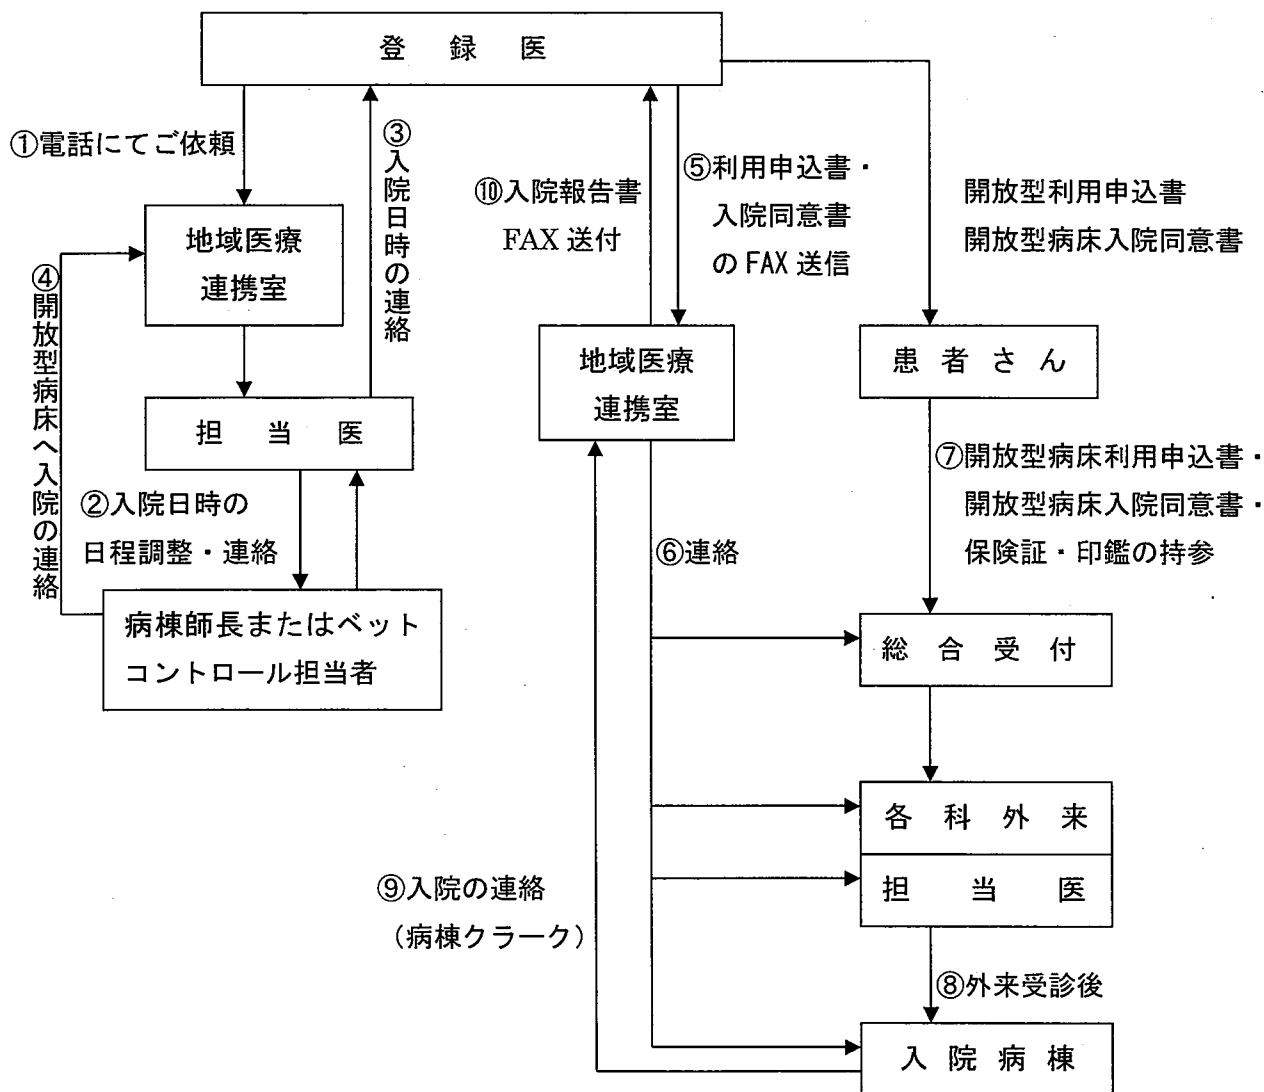 登録医
①電話にてご依頼
地域医療
連携室
担当医
②入院日時の
日程調整・連絡
病棟師長またはベット
コントロール担当者
③入院日時の連絡
④開放型病床へ入院の連絡
⑤利用申込書・
入院同意書
のFAX送信
⑩入院報告書
FAX送付
地域医療
連携室
⑥連絡
⑨入院の連絡
(病棟クラーク)
開放型利用申込書
開放型病床入院同意書
患者さん
⑦開放型病床利用申込書・
開放型病床入院同意書・
保険証・印鑑の持参
総合受付
各科外来
担当医
⑧外来受診後
入院病棟